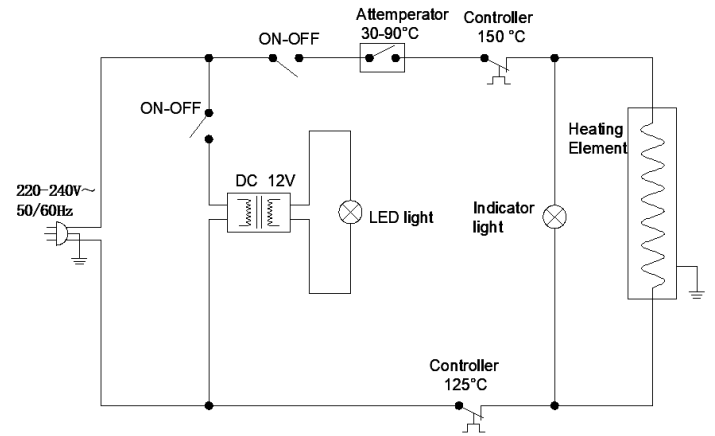 Attemperator
30-90°C
Controller
150 °C
ON-OFF
ON-OFF
Heating
Element
DC 12V
220-240V~
50/60Hz
LED light
Indicator
light
Controller
125°C